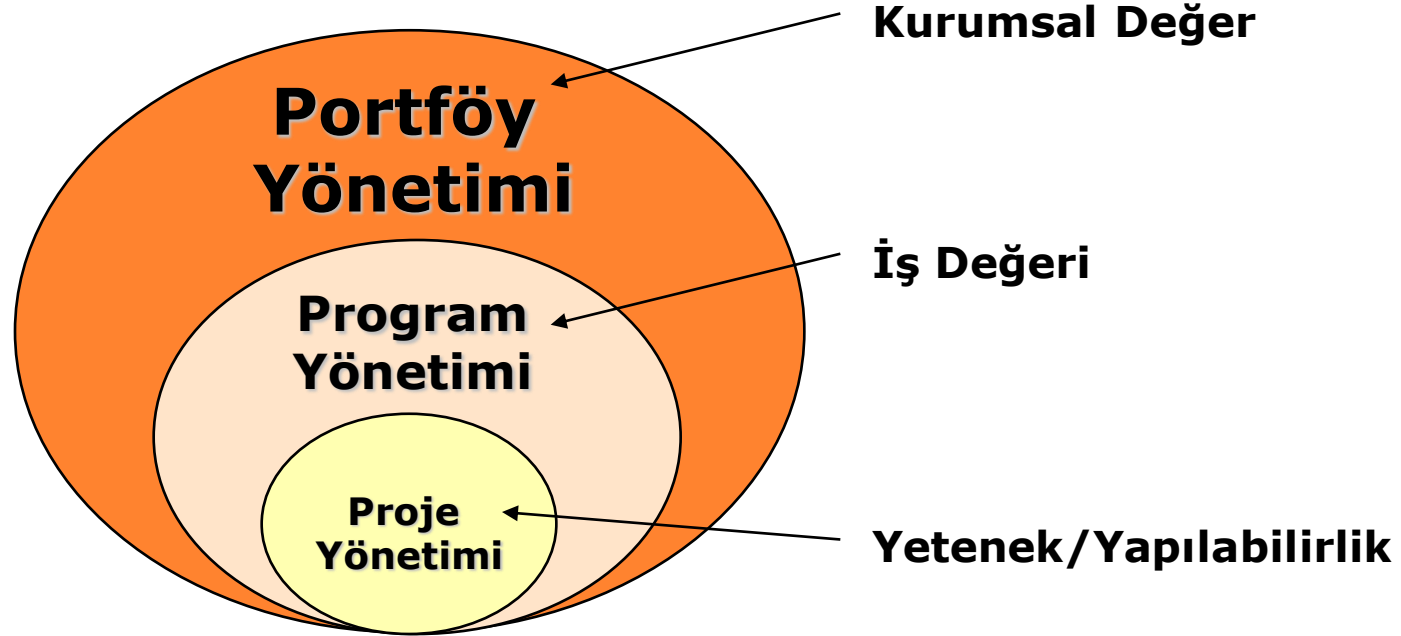 Kurumsal Değer
Portföy
Yönetimi
İş Değeri
Program
Yönetimi
Proje
Yönetimi
Yetenek/Yapılabilirlik